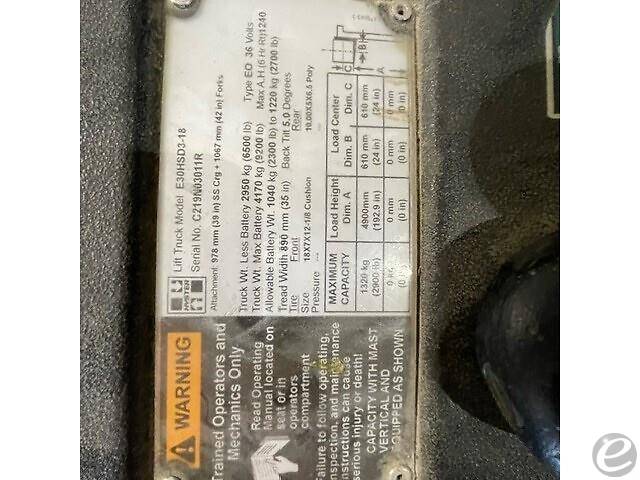 HYSTER
Lift Truck Model E30HSD3-18
Serial No. C219N03011R
Attachment: 978 mm (39 in) SS Crg + 1067 mm (42 in) Forks
Truck Wt. Less Battery 2950 kg (6500 lb) Type EO 36 Volts
Truck Wt. Max Battery 4170 kg (9200 lb) Max A.H.(6 Hr Rt)1240
Allowable Battery Wt. 1040 kg (2300 lb) to 1220 kg (2700 lb)
Tread Width 890 mm (35 in) Back Tilt 5.0 Degrees
Tire Front Rear
Size 18X7X12-1/8 Cushion 10.00X5X6.5 Poly
Pressure --- ---
B
C A
MAXIMUM CAPACITY Load Height Dim. A Load Center Dim. B Dim. C
1320 kg (2900 lb) 4900mm (192.9 in) 610 mm (24 in) 610 mm (24 in)
0 kg (0 lb) 0 mm (0 in) 0 mm (0 in) 0 mm (0 in)
WARNING
Trained Operators and
Mechanics Only
Read Operating
Manual located on
seat or in
operators
compartment
Failure to follow operating,
inspection, and maintenance
instructions can cause
serious injury or death!
CAPACITY WITH MAST
VERTICAL AND
EQUIPPED AS SHOWN
e